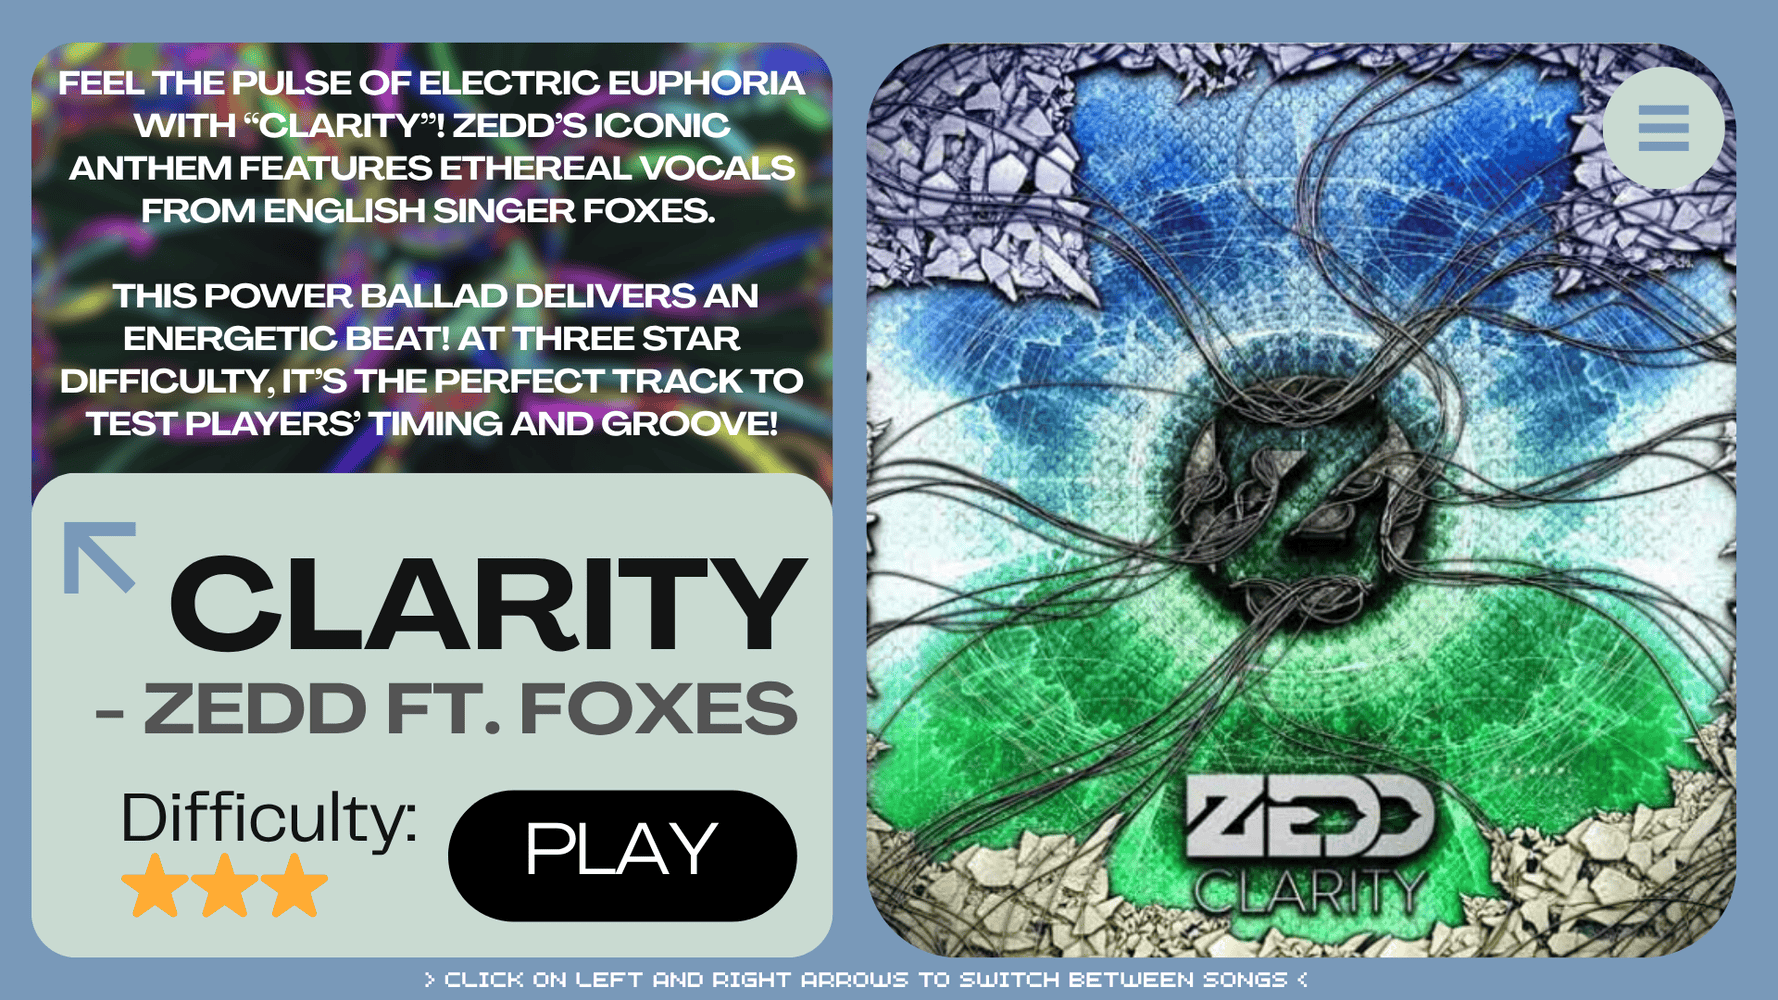 FEEL THE PULSE OF ELECTRIC EUPHORIA
WITH “CLARITY”! ZEDD’S ICONIC
ANTHEM FEATURES ETHEREAL VOCALS
FROM ENGLISH SINGER FOXES.
THIS POWER BALLAD DELIVERS AN
ENERGETIC BEAT! AT THREE STAR
DIFFICULTY, IT’S THE PERFECT TRACK TO
TEST PLAYERS’ TIMING AND GROOVE!
CLARITY
- ZEDD FT. FOXES
Difficulty:
PLAY
Z
ZEDD
CLARITY
> CLICK ON LEFT AND RIGHT ARROWS TO SWITCH BETWEEN SONGS <